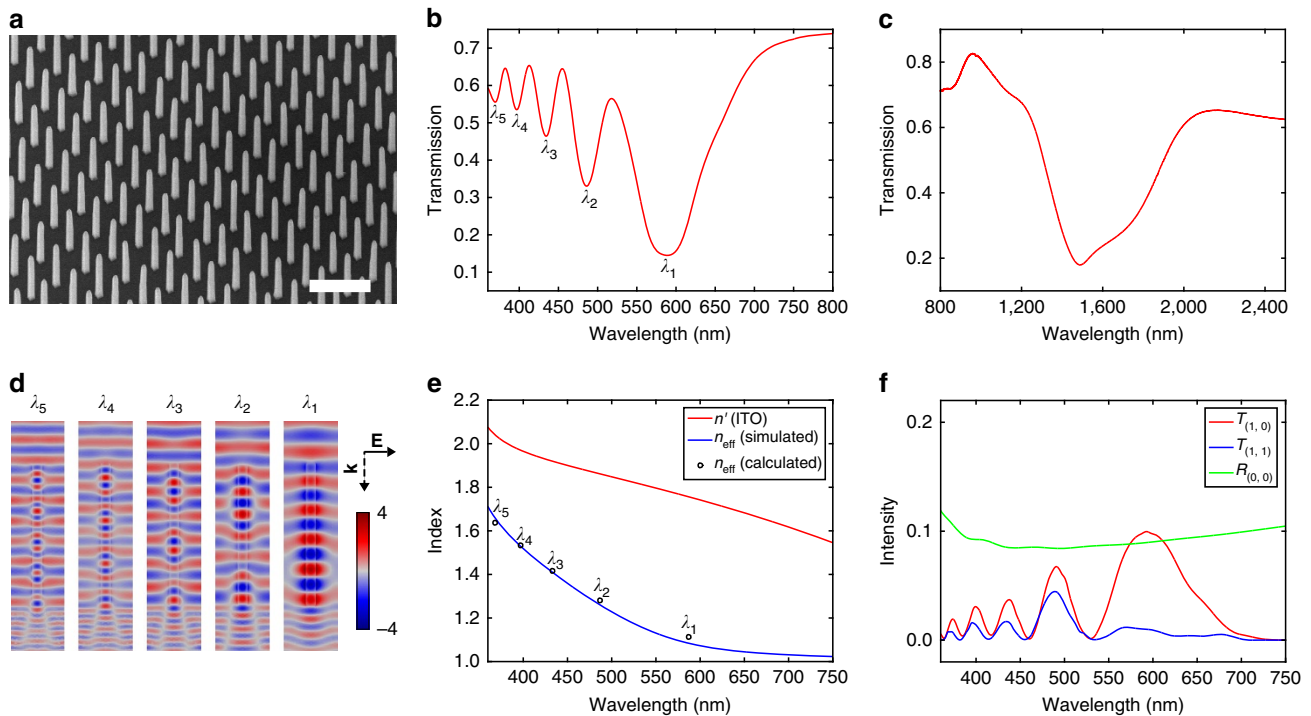 a
b
Transmission
0.7
0.6
0.5
0.4
0.3
0.2
0.1
λ5
λ4
λ3
λ2
λ1
400 450 500 550 600 650 700 750 800
Wavelength (nm)
c
Transmission
0.8
0.6
0.4
0.2
800 1,200 1,600 2,000 2,400
Wavelength (nm)
d
λ5 λ4 λ3 λ2 λ1
E
k
4
–4
e
Index
2.2
2.0
1.8
1.6
1.4
1.2
1.0
n′ (ITO)
neff (simulated)
neff (calculated)
λ5
λ4
λ3
λ2
λ1
400 450 500 550 600 650 700 750
Wavelength (nm)
f
Intensity
0.2
0.1
0.0
T(1, 0)
T(1, 1)
R(0, 0)
400 450 500 550 600 650 700 750
Wavelength (nm)